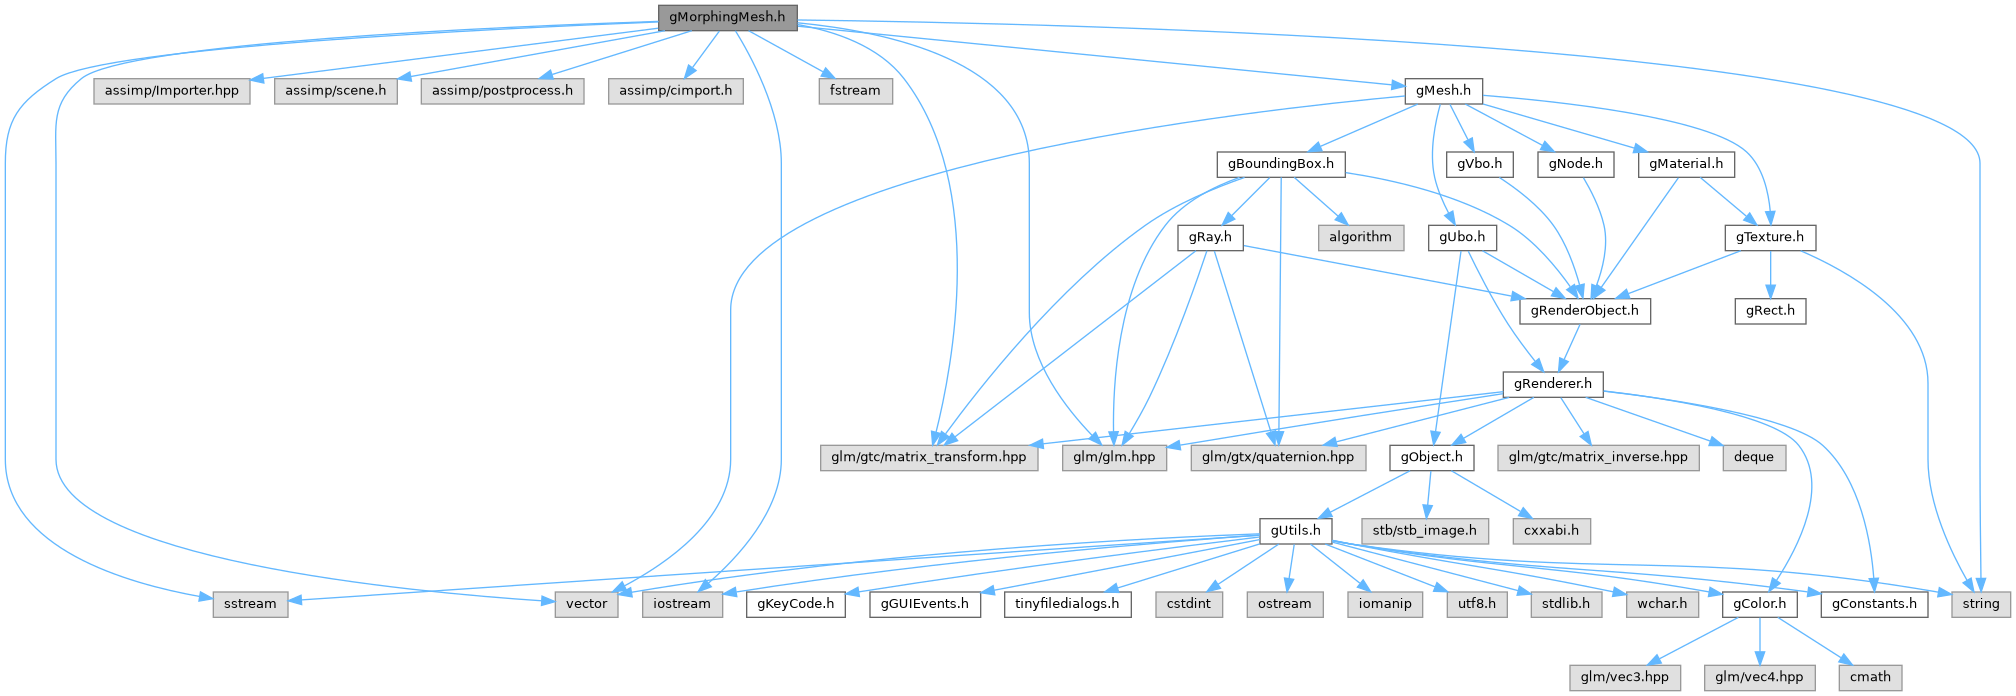 gMorphingMesh.h
assimp/Importer.hpp
assimp/scene.h
assimp/postprocess.h
assimp/cimport.h
fstream
gMesh.h
gBoundingBox.h
gVbo.h
gNode.h
gMaterial.h
gRay.h
algorithm
gUbo.h
gTexture.h
gRenderObject.h
gRect.h
gRenderer.h
glm/gtc/matrix_transform.hpp
glm/glm.hpp
glm/gtx/quaternion.hpp
gObject.h
glm/gtc/matrix_inverse.hpp
deque
gUtils.h
stb/stb_image.h
cxxabi.h
sstream
vector
iostream
gKeyCode.h
gGUIEvents.h
tinyfiledialogs.h
cstdint
ostream
iomanip
utf8.h
stdlib.h
wchar.h
gColor.h
gConstants.h
string
glm/vec3.hpp
glm/vec4.hpp
cmath